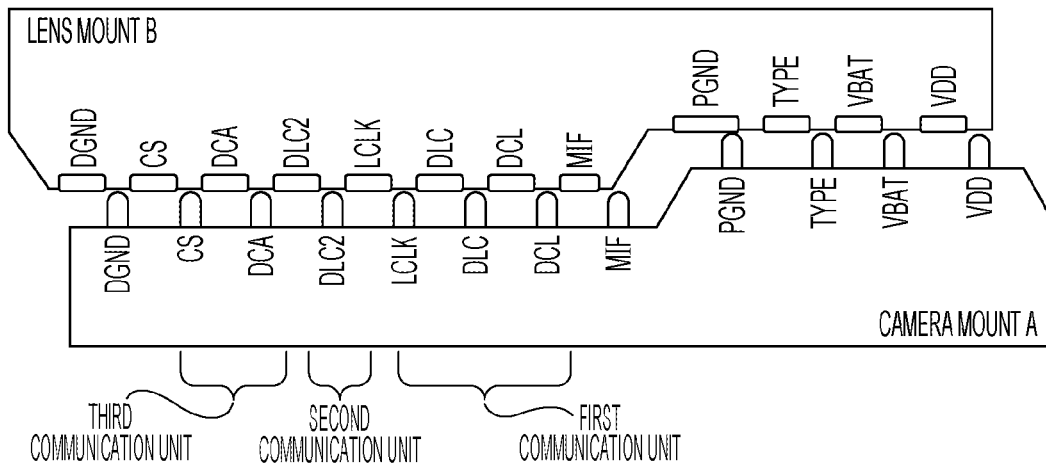 LENS MOUNT B
PGND TYPE VBAT VDD
DGND CS DCA DLC2 LCLK DLC DCL MIF
PGND TYPE VBAT VDD
DGND CS DCA DLC2 LCLK DLC DCL MIF
CAMERA MOUNT A
THIRD
COMMUNICATION UNIT
SECOND
COMMUNICATION UNIT
FIRST
COMMUNICATION UNIT